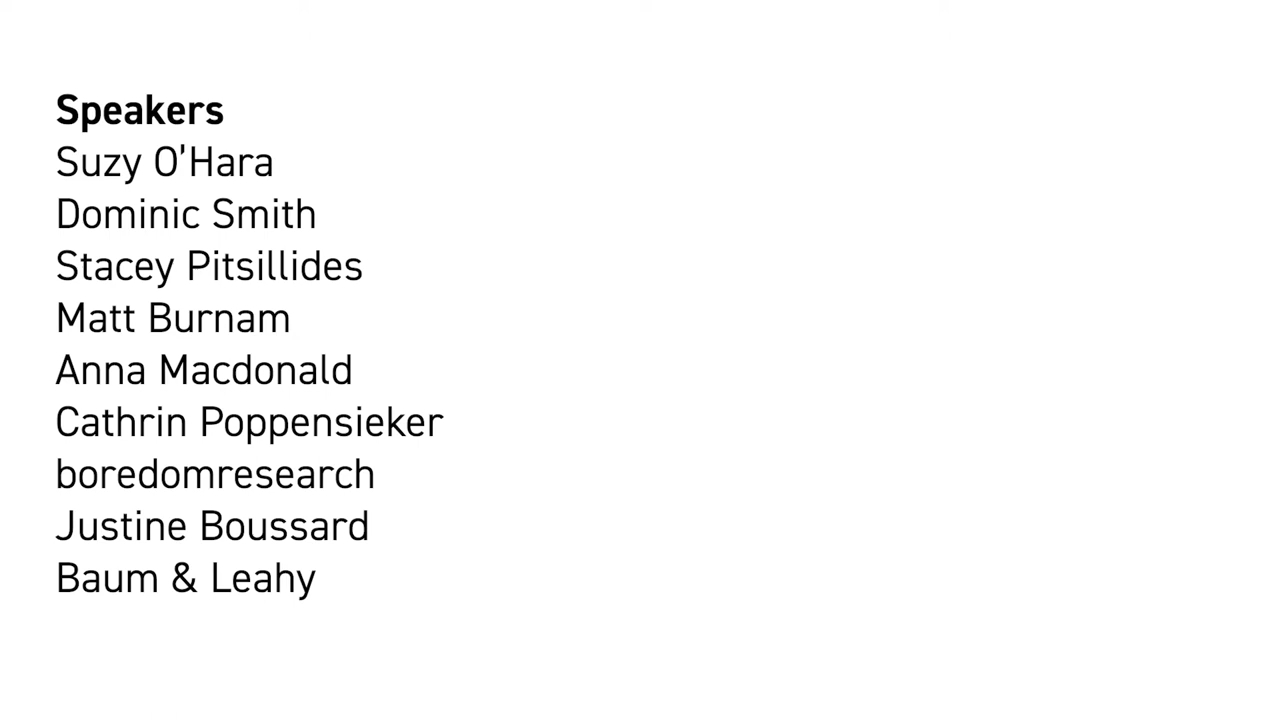 Speakers
Suzy O’Hara
Dominic Smith
Stacey Pitsillides
Matt Burnam
Anna Macdonald
Cathrin Poppensieker
boredomresearch
Justine Boussard
Baum & Leahy